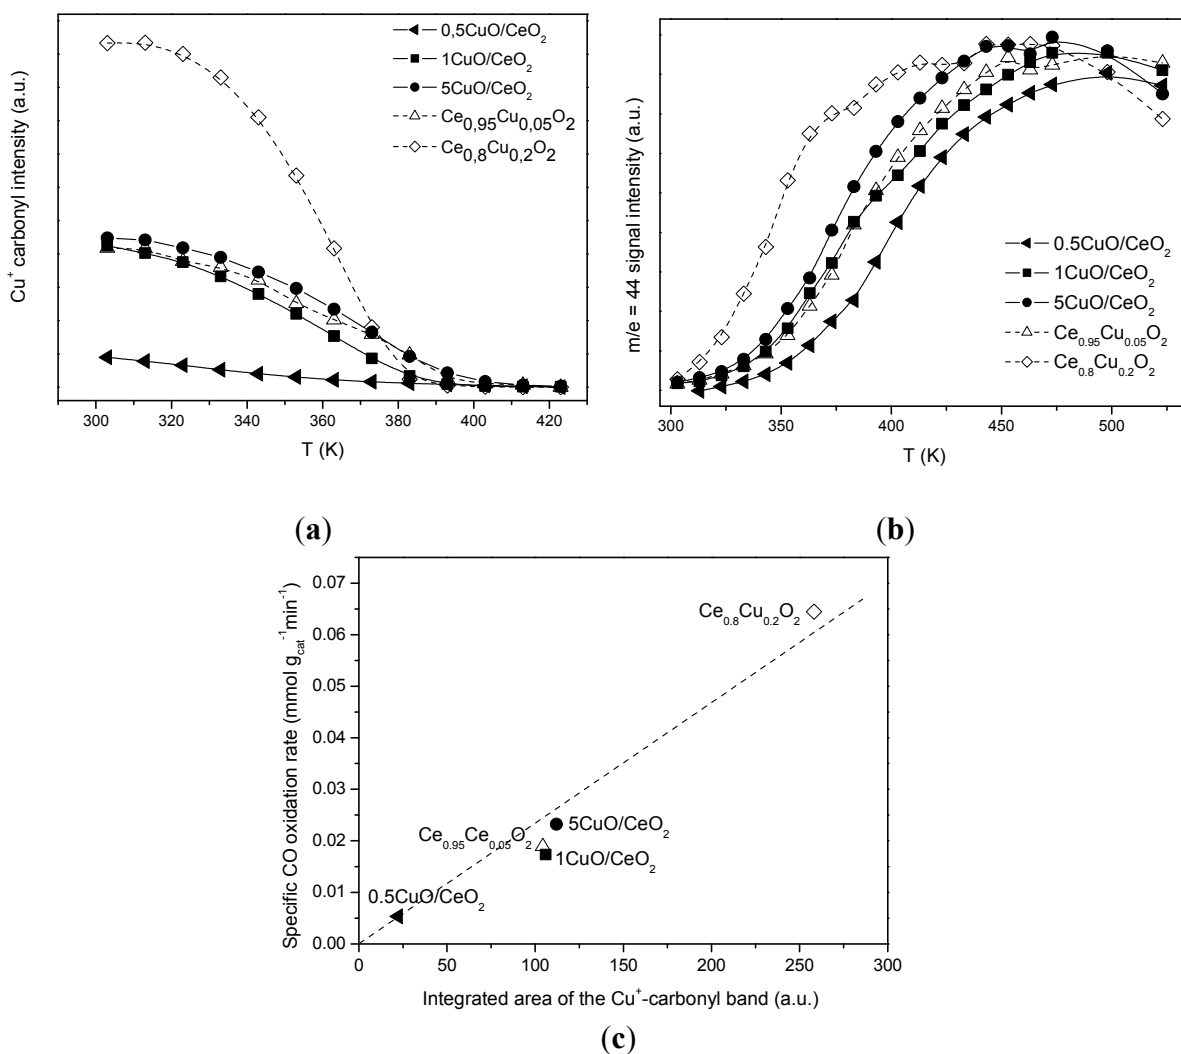 Cu⁺ carbonyl intensity (a.u.)
0,5CuO/CeO₂
1CuO/CeO₂
5CuO/CeO₂
Ce₀,₉₅Cu₀,₀₅O₂
Ce₀,₈Cu₀,₂O₂
300 320 340 360 380 400 420
T (K)
(a)
m/e = 44 signal intensity (a.u.)
0.5CuO/CeO₂
1CuO/CeO₂
5CuO/CeO₂
Ce₀.₉₅Cu₀.₀₅O₂
Ce₀.₈Cu₀.₂O₂
300 350 400 450 500
T (K)
(b)
Specific CO oxidation rate (mmol g_cat⁻¹min⁻¹)
0.07
0.06
0.05
0.04
0.03
0.02
0.01
0.00
Ce₀.₈Cu₀.₂O₂
Ce₀.₉₅Ce₀.₀₅O₂
5CuO/CeO₂
1CuO/CeO₂
0.5CuO/CeO₂
0 50 100 150 200 250 300
Integrated area of the Cu⁺-carbonyl band (a.u.)
(c)